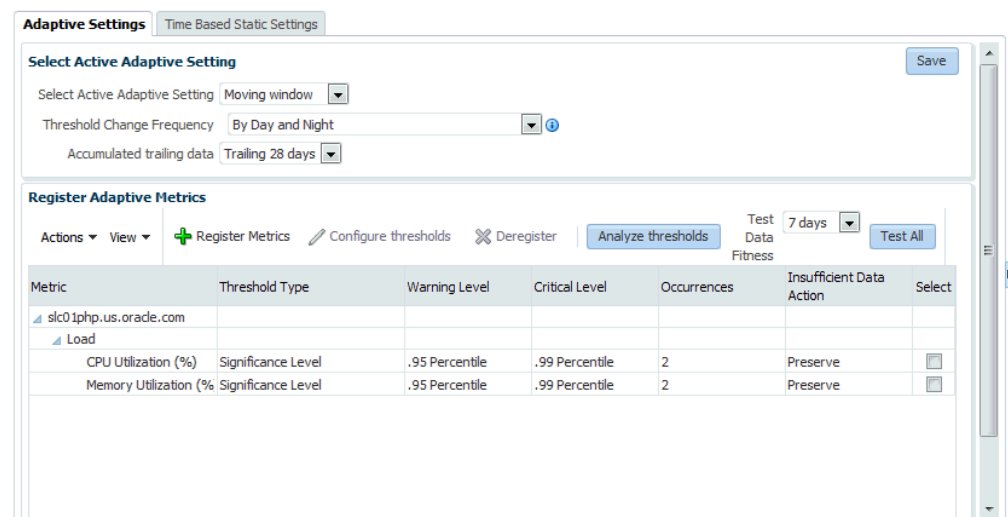 Adaptive Settings Time Based Static Settings
Select Active Adaptive Setting Save
Select Active Adaptive Setting Moving window
Threshold Change Frequency By Day and Night
Accumulated trailing data Trailing 28 days
Register Adaptive Metrics
Actions View Register Metrics Configure thresholds Deregister Analyze thresholds Test Data Fitness 7 days Test All
Metric Threshold Type Warning Level Critical Level Occurrences Insufficient Data Action Select
slc01php.us.oracle.com
Load
CPU Utilization (%) Significance Level .95 Percentile .99 Percentile 2 Preserve
Memory Utilization (% Significance Level .95 Percentile .99 Percentile 2 Preserve